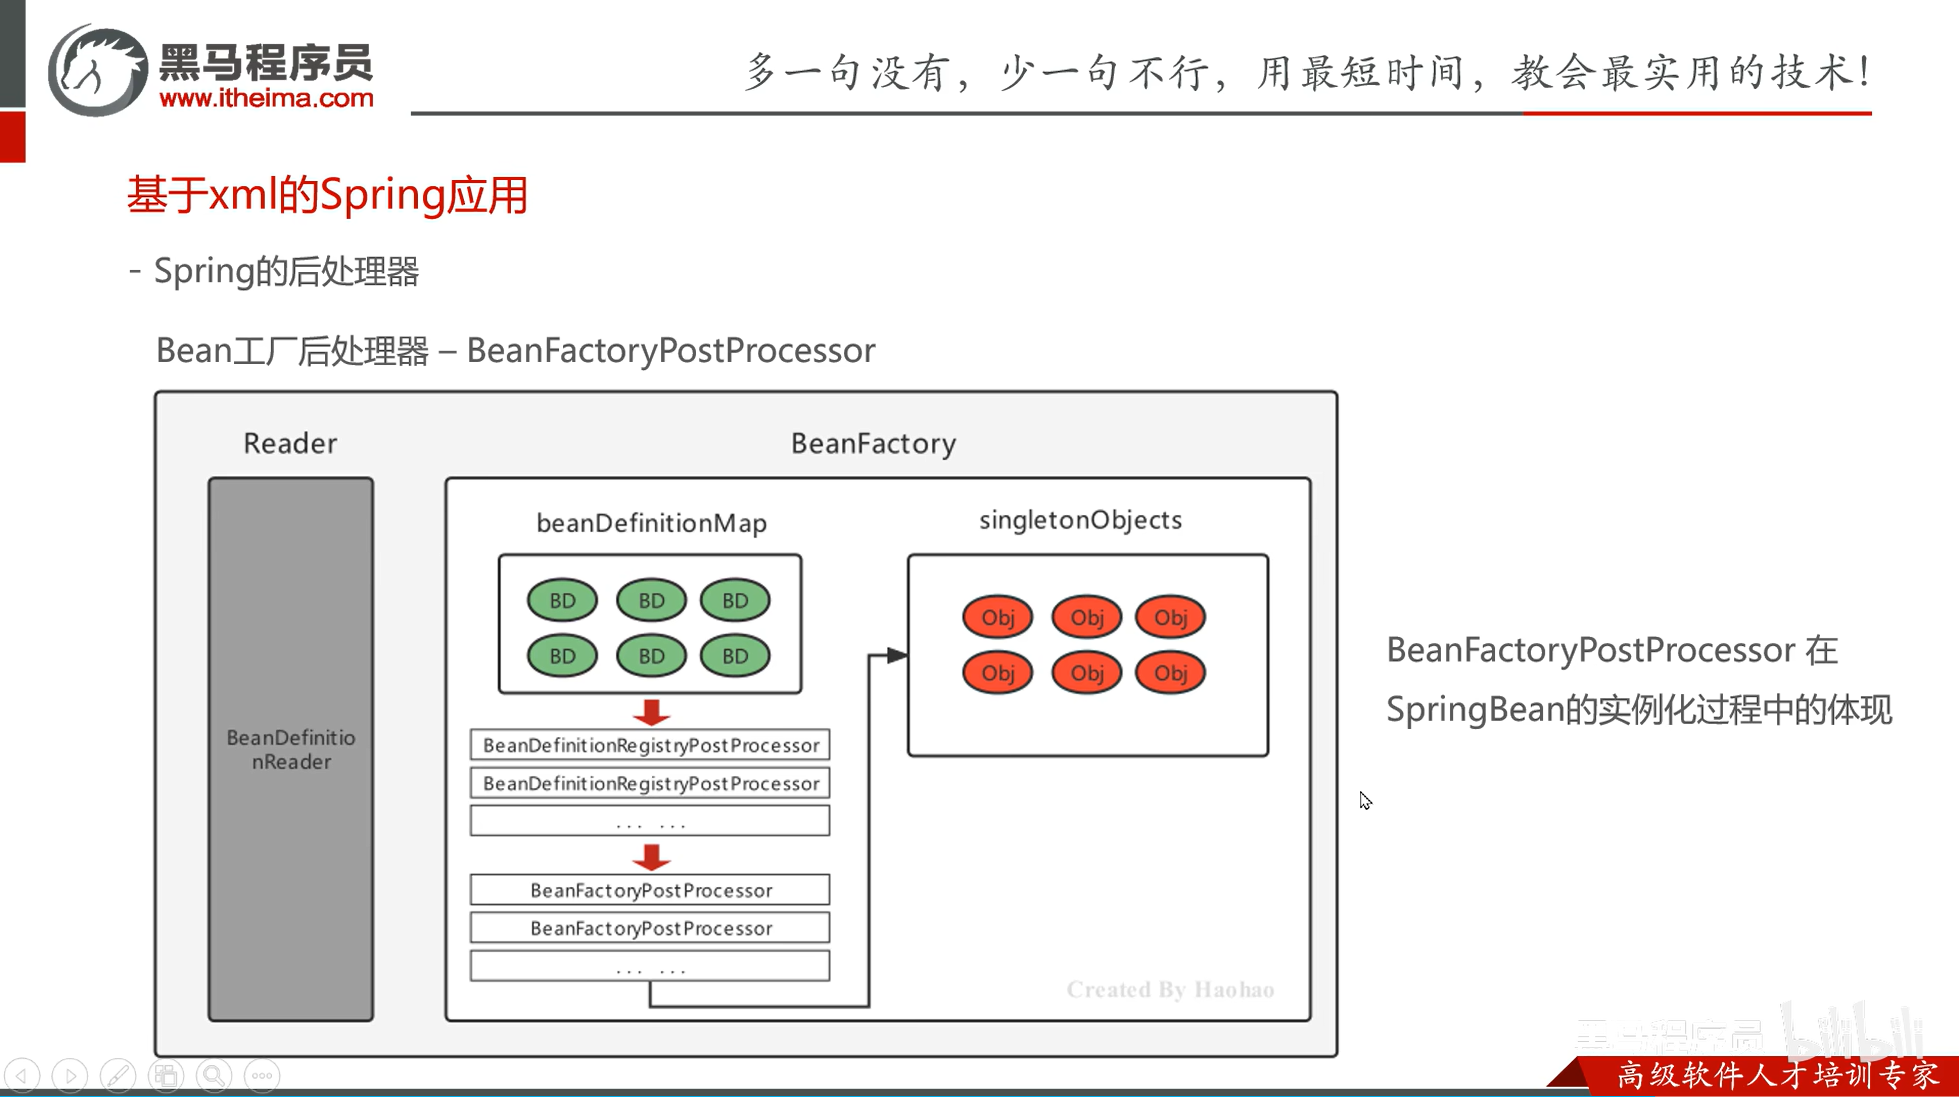 黑马程序员
www.itheima.com
多一句没有，少一句不行，用最短时间，教会最实用的技术！
基于xml的Spring应用
- Spring的后处理器
Bean工厂后处理器 – BeanFactoryPostProcessor
Reader
BeanFactory
BeanDefinitio
nReader
beanDefinitionMap
BD BD BD
BD BD BD
BeanDefinitionRegistryPostProcessor
BeanDefinitionRegistryPostProcessor
... ...
BeanFactoryPostProcessor
BeanFactoryPostProcessor
... ...
singletonObjects
Obj Obj Obj
Obj Obj Obj
Created By Haohao
BeanFactoryPostProcessor 在
SpringBean的实例化过程中的体现
黑马程序员 bilibili
高级软件人才培训专家